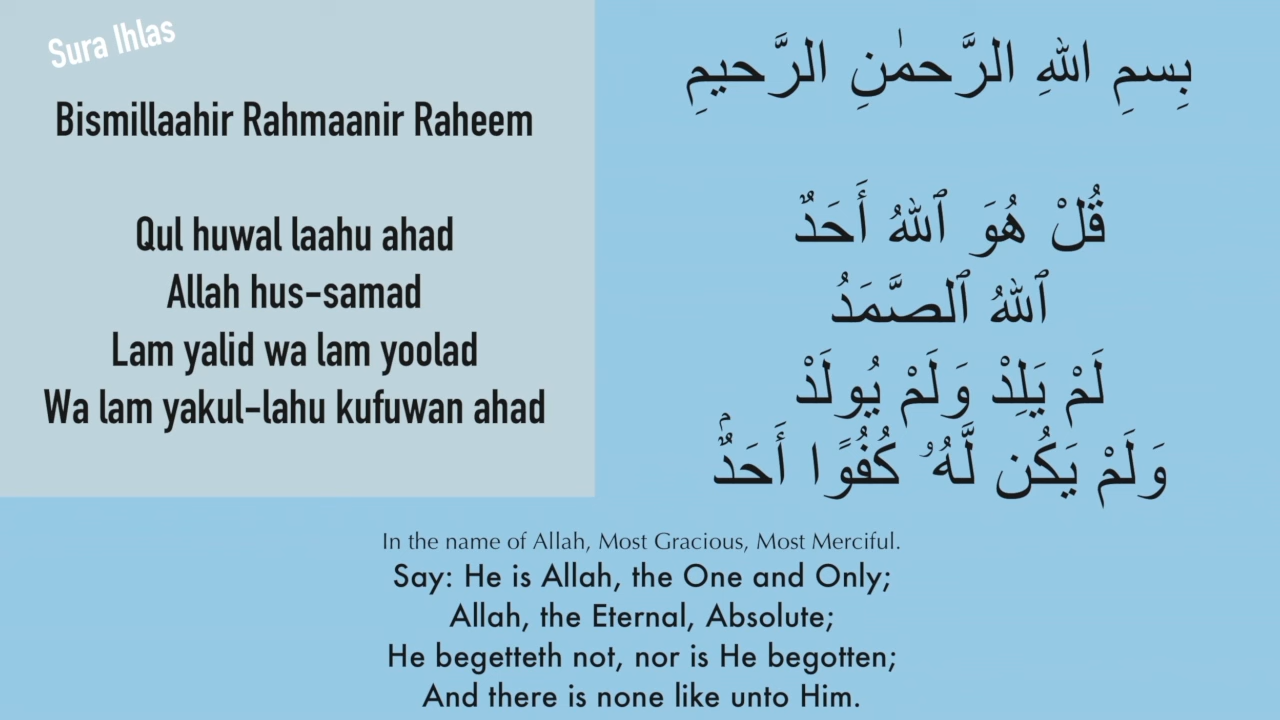 Sura Ihlas
Bismillaahir Rahmaanir Raheem
Qul huwal laahu ahad
Allah hus-samad
Lam yalid wa lam yoolad
Wa lam yakul-lahu kufuwan ahad
بِسمِ اللهِ الرَّحمٰنِ الرَّحيمِ
قُلْ هُوَ ٱللهُ أَحَدٌ
ٱللهُ ٱلصَّمَدُ
لَمْ يَلِدْ وَلَمْ يُولَدْ
وَلَمْ يَكُن لَّهُۥ كُفُوًا أَحَدٌۢ
In the name of Allah, Most Gracious, Most Merciful.
Say: He is Allah, the One and Only;
Allah, the Eternal, Absolute;
He begetteth not, nor is He begotten;
And there is none like unto Him.